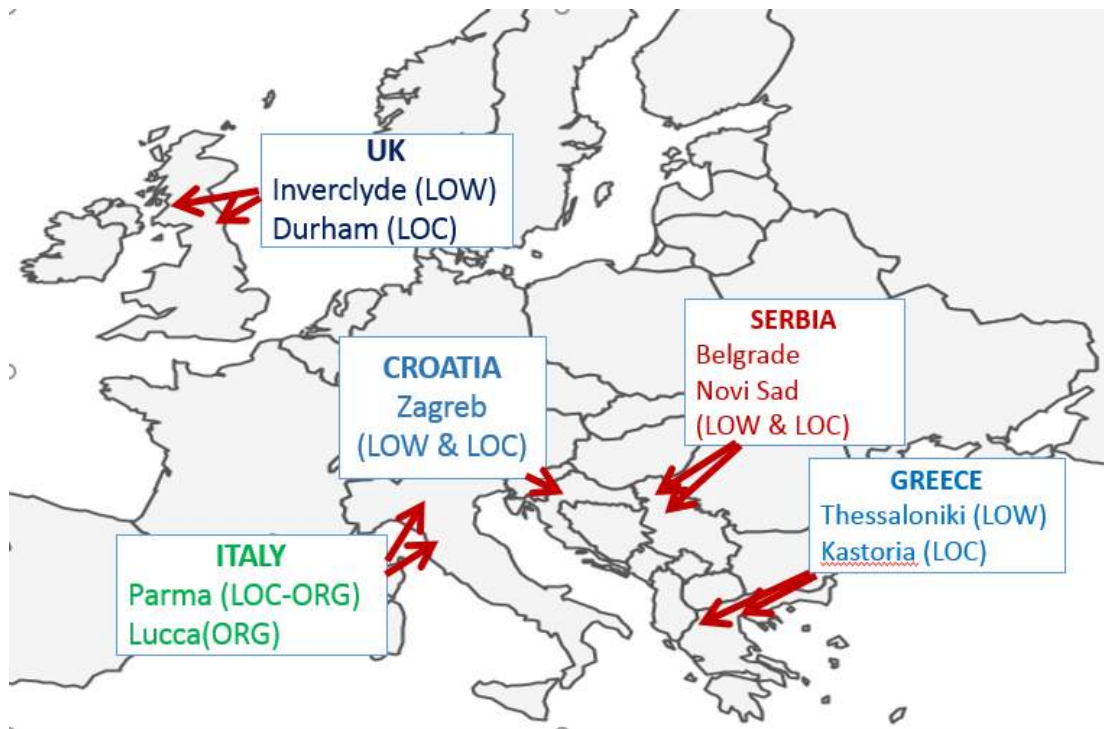 UK
Inverclyde (LOW)
Durham (LOC)
CROATIA
Zagreb
(LOW & LOC)
SERBIA
Belgrade
Novi Sad
(LOW & LOC)
GREECE
Thessaloniki (LOW)
Kastoria (LOC)
ITALY
Parma (LOC-ORG)
Lucca(ORG)